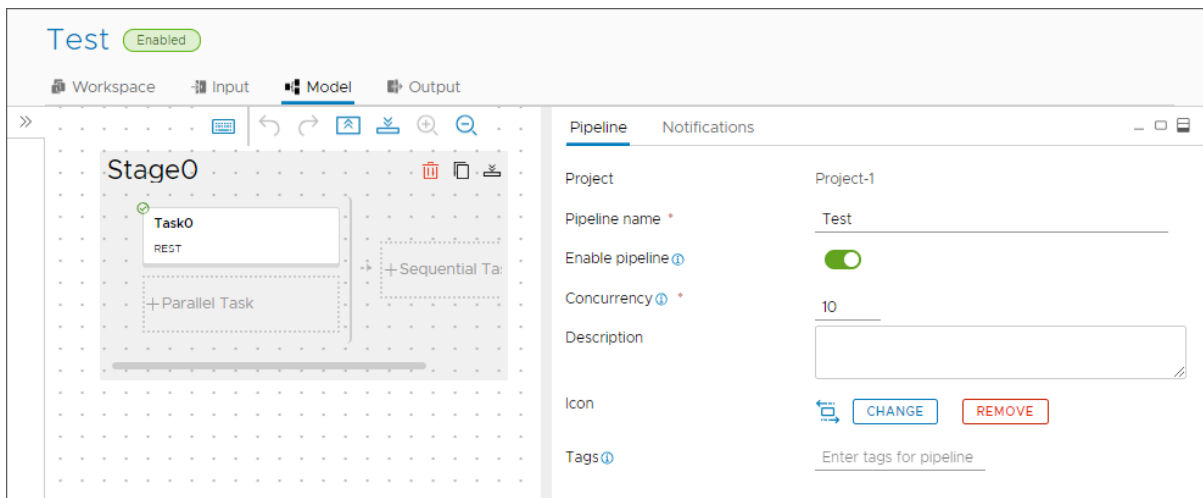 Test Enabled
Workspace Input Model Output
Pipeline Notifications
Stage0
Task0
REST
+Sequential Ta
+Parallel Task
Project Project-1
Pipeline name * Test
Enable pipeline
Concurrency * 10
Description
Icon CHANGE REMOVE
Tags Enter tags for pipeline